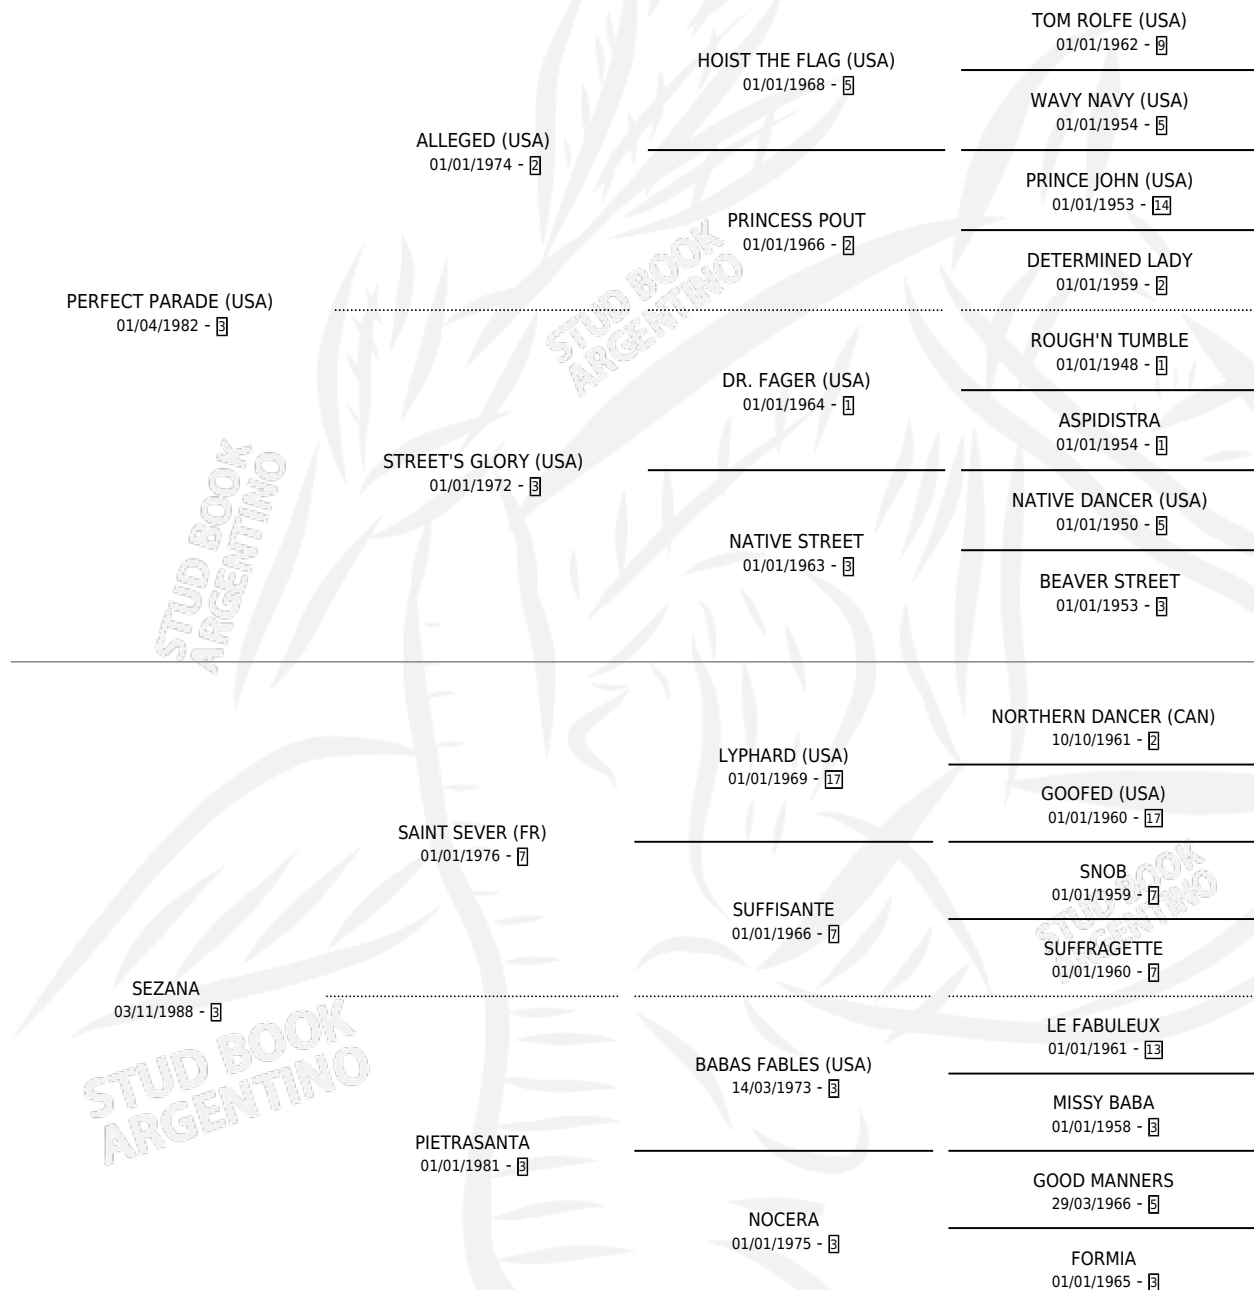 TOM ROLFE (USA)
01/01/1962 - 9
HOIST THE FLAG (USA)
01/01/1968 - 5
WAVY NAVY (USA)
01/01/1954 - 5
ALLEGED (USA)
01/01/1974 - 2
PRINCE JOHN (USA)
01/01/1953 - 14
PRINCESS POUT
01/01/1966 - 2
DETERMINED LADY
01/01/1959 - 2
PERFECT PARADE (USA)
01/04/1982 - 3
ROUGH'N TUMBLE
01/01/1948 - 1
DR. FAGER (USA)
01/01/1964 - 1
ASPIDISTRA
01/01/1954 - 1
STREET'S GLORY (USA)
01/01/1972 - 3
NATIVE DANCER (USA)
01/01/1950 - 5
NATIVE STREET
01/01/1963 - 3
BEAVER STREET
01/01/1953 - 3
STUD BOOK
ARGENTINO
STUD BOOK
ARGENTINO
NORTHERN DANCER (CAN)
10/10/1961 - 2
LYPHARD (USA)
01/01/1969 - 17
GOOFED (USA)
01/01/1960 - 17
SAINT SEVER (FR)
01/01/1976 - 7
SNOB
01/01/1959 - 7
SUFFISANTE
01/01/1966 - 7
SUFFRAGETTE
01/01/1960 - 7
SEZANA
03/11/1988 - 3
LE FABULEUX
01/01/1961 - 13
BABAS FABLES (USA)
14/03/1973 - 3
MISSY BABA
01/01/1958 - 3
PIETRASANTA
01/01/1981 - 3
GOOD MANNERS
29/03/1966 - 5
NOCERA
01/01/1975 - 3
FORMIA
01/01/1965 - 3
STUD BOOK
ARGENTINO
STUD BOOK
ARGENTINO